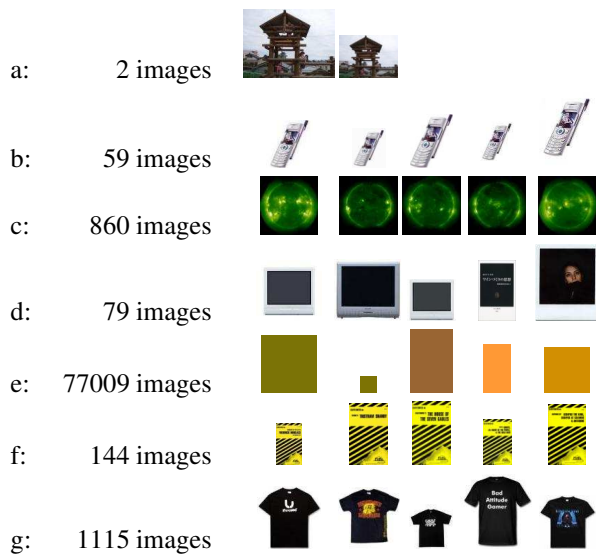 a: 2 images
b: 59 images
c: 860 images
d: 79 images
e: 77009 images
f: 144 images
g: 1115 images
Bad
Attitude
Gamer